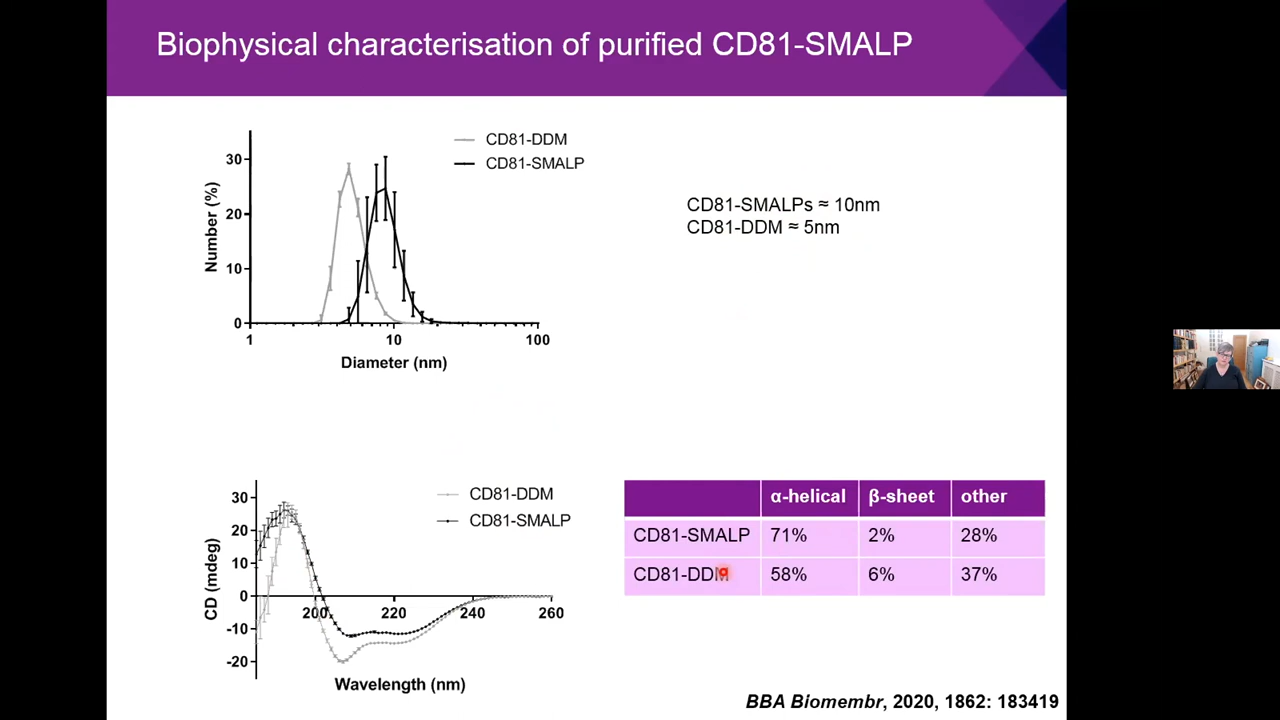 Biophysical characterisation of purified CD81-SMALP
CD81-DDM
CD81-SMALP
30
20
10
0
Number (%)
1
10
100
Diameter (nm)
CD81-SMALPs ≈ 10nm
CD81-DDM ≈ 5nm
CD81-DDM
CD81-SMALP
30
20
10
0
-10
-20
CD (mdeg)
200
220
240
260
Wavelength (nm)
α-helical β-sheet other
CD81-SMALP 71% 2% 28%
CD81-DDM 58% 6% 37%
BBA Biomembr, 2020, 1862: 183419